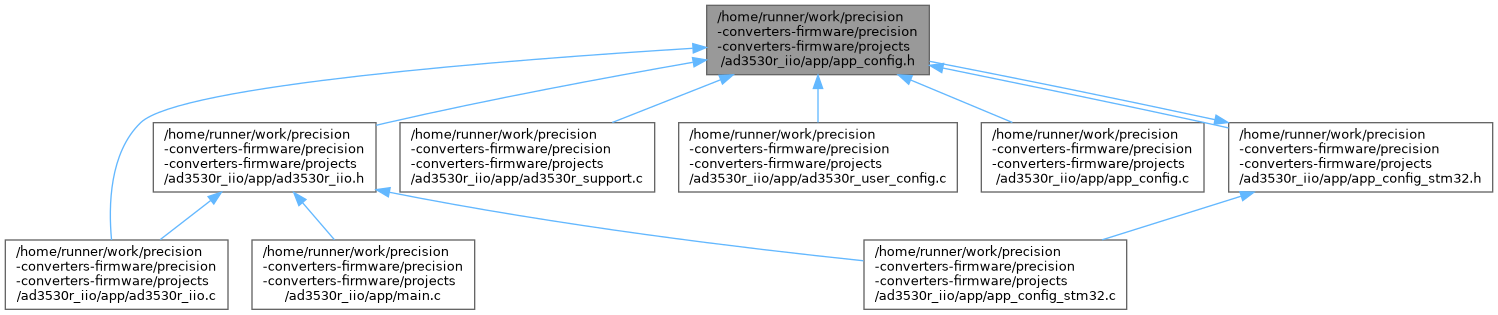 /home/runner/work/precision
-converters-firmware/precision
-converters-firmware/projects
/ad3530r_iio/app/app_config.h
/home/runner/work/precision
-converters-firmware/precision
-converters-firmware/projects
/ad3530r_iio/app/ad3530r_iio.h
/home/runner/work/precision
-converters-firmware/precision
-converters-firmware/projects
/ad3530r_iio/app/ad3530r_support.c
/home/runner/work/precision
-converters-firmware/precision
-converters-firmware/projects
/ad3530r_iio/app/ad3530r_user_config.c
/home/runner/work/precision
-converters-firmware/precision
-converters-firmware/projects
/ad3530r_iio/app/app_config.c
/home/runner/work/precision
-converters-firmware/precision
-converters-firmware/projects
/ad3530r_iio/app/app_config_stm32.h
/home/runner/work/precision
-converters-firmware/precision
-converters-firmware/projects
/ad3530r_iio/app/ad3530r_iio.c
/home/runner/work/precision
-converters-firmware/precision
-converters-firmware/projects
/ad3530r_iio/app/main.c
/home/runner/work/precision
-converters-firmware/precision
-converters-firmware/projects
/ad3530r_iio/app/app_config_stm32.c